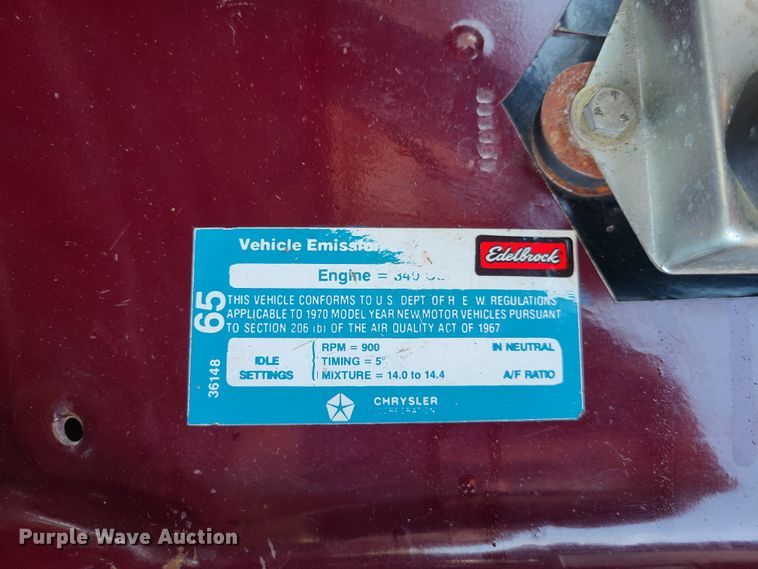 Vehicle Emission
Edelbrock
Engine = 340
65
THIS VEHICLE CONFORMS TO U.S. DEPT. OF H. E. W. REGULATIONS
APPLICABLE TO 1970 MODEL YEAR NEW MOTOR VEHICLES PURSUANT
TO SECTION 206 (b) OF THE AIR QUALITY ACT OF 1967.
36148
IDLE
SETTINGS
RPM = 900 IN NEUTRAL
TIMING = 5°
MIXTURE = 14.0 to 14.4 A/F RATIO
CHRYSLER
CORPORATION
Purple Wave Auction